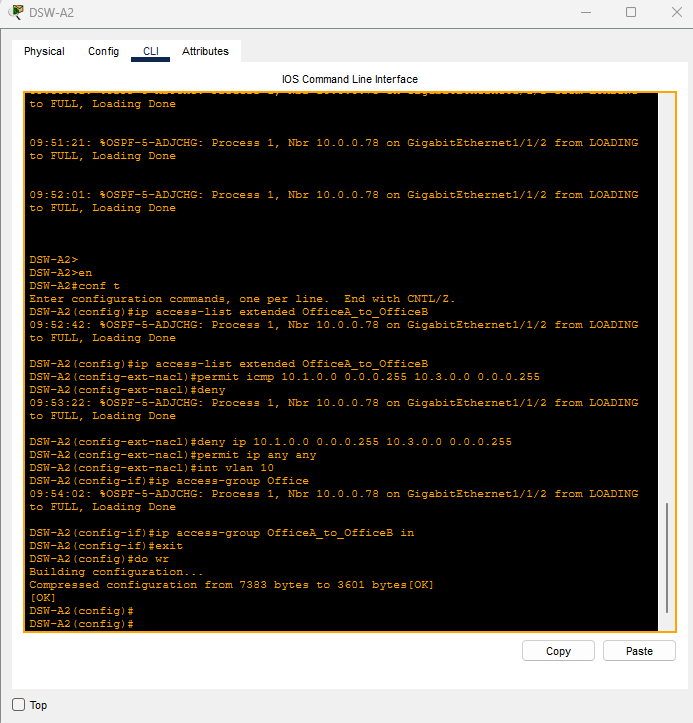 DSW-A2
Physical Config CLI Attributes
IOS Command Line Interface
to FULL, Loading Done
09:51:21: %OSPF-5-ADJCHG: Process 1, Nbr 10.0.0.78 on GigabitEthernet1/1/2 from LOADING
to FULL, Loading Done
09:52:01: %OSPF-5-ADJCHG: Process 1, Nbr 10.0.0.78 on GigabitEthernet1/1/2 from LOADING
to FULL, Loading Done
DSW-A2>
DSW-A2>en
DSW-A2#conf t
Enter configuration commands, one per line.  End with CNTL/Z.
DSW-A2(config)#ip access-list extended OfficeA_to_OfficeB
09:52:42: %OSPF-5-ADJCHG: Process 1, Nbr 10.0.0.78 on GigabitEthernet1/1/2 from LOADING
to FULL, Loading Done
DSW-A2(config)#ip access-list extended OfficeA_to_OfficeB
DSW-A2(config-ext-nacl)#permit icmp 10.1.0.0 0.0.0.255 10.3.0.0 0.0.0.255
DSW-A2(config-ext-nacl)#deny
09:53:22: %OSPF-5-ADJCHG: Process 1, Nbr 10.0.0.78 on GigabitEthernet1/1/2 from LOADING
to FULL, Loading Done
DSW-A2(config-ext-nacl)#deny ip 10.1.0.0 0.0.0.255 10.3.0.0 0.0.0.255
DSW-A2(config-ext-nacl)#permit ip any any
DSW-A2(config-ext-nacl)#int vlan 10
DSW-A2(config-if)#ip access-group Office
09:54:02: %OSPF-5-ADJCHG: Process 1, Nbr 10.0.0.78 on GigabitEthernet1/1/2 from LOADING
to FULL, Loading Done
DSW-A2(config-if)#ip access-group OfficeA_to_OfficeB in
DSW-A2(config-if)#exit
DSW-A2(config)#do wr
Building configuration...
Compressed configuration from 7383 bytes to 3601 bytes[OK]
[OK]
DSW-A2(config)#
DSW-A2(config)#
Copy Paste
Top